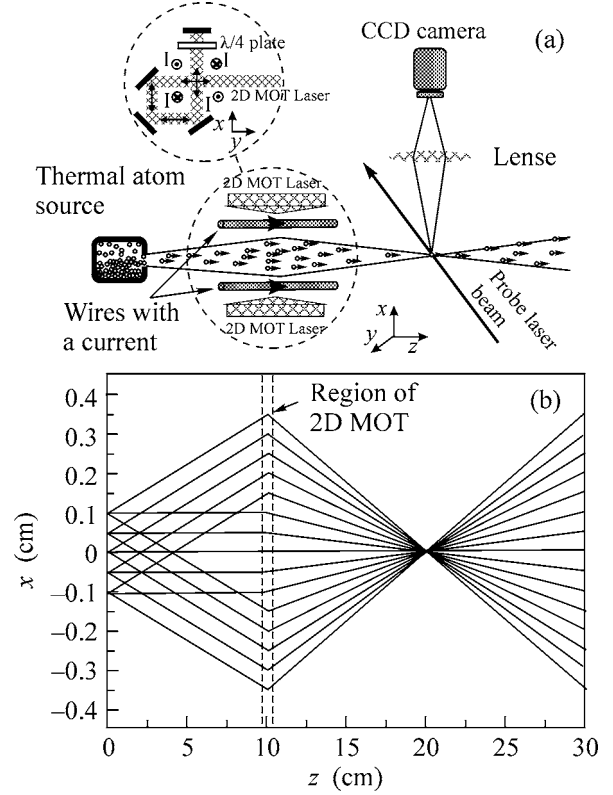 CCD camera
(a)
λ/4 plate
I
I
I
I
2D MOT Laser
x
y
Lense
Thermal atom
source
2D MOT Laser
Wires with
a current
2D MOT Laser
x
y
z
Probe laser
beam
(b)
Region of
2D MOT
0.4
0.3
0.2
0.1
0
–0.1
–0.2
–0.3
–0.4
x (cm)
0
5
10
15
20
25
30
z (cm)